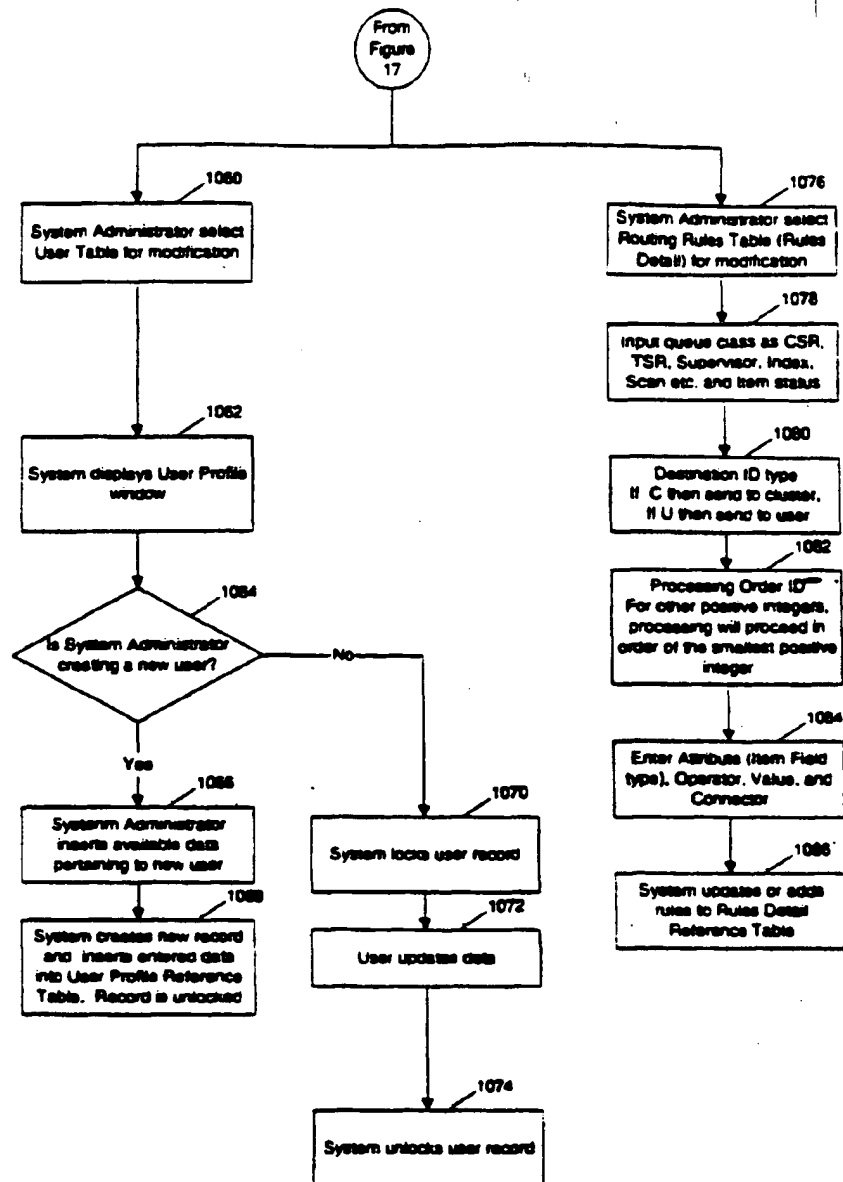 From
Figure
17
1060
System Administrator select
User Table for modification
1062
System displays User Profile
window
1064
Is System Administrator
creating a new user?
No
Yes
1066
Systenm Administrator
inserts available data
pertaining to new user
1068
System creates new record
and inserts entered data
into User Profile Reference
Table. Record is unlocked
1070
System locks user record
1072
User updates data
1074
System unlocks user record
1076
System Administrator select
Routing Rules Table (Rules
Detail) for modification
1078
Input queue class as CSR,
TSR, Supervisor, Index,
Scan etc. and Item status
1080
Destination ID type
If C then send to cluster,
If U then send to user
1082
Processing Order ID
For other positive integers,
processing will proceed in
order of the smallest positive
integer
1084
Enter Attribute (Item Field
type), Operator, Value, and
Connector
1086
System updates or adds
rules to Rules Detail
Reference Table